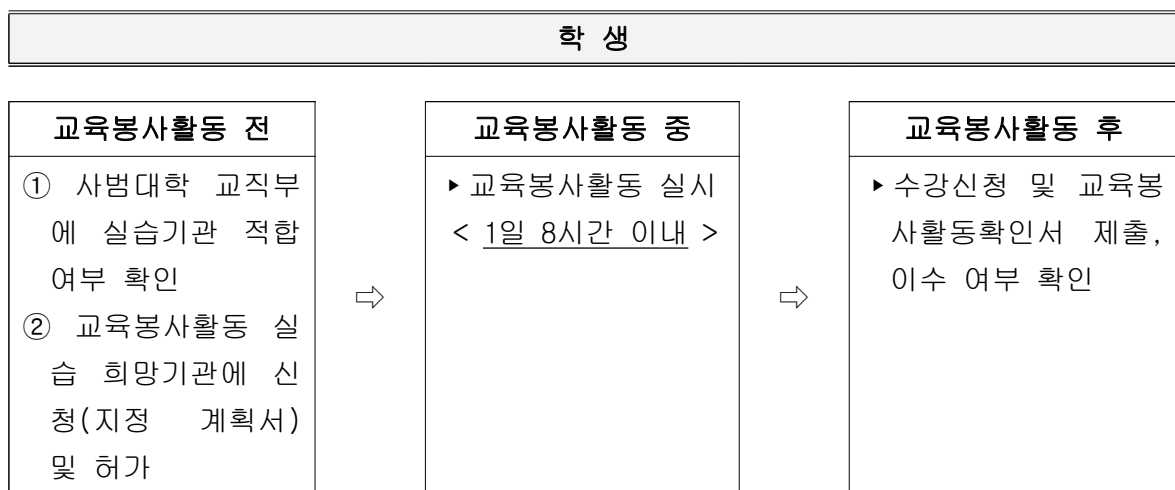 학 생
교육봉사활동 전
① 사범대학 교직부
에 실습기관 적합
여부 확인
② 교육봉사활동 실
습 희망기관에 신
청(지정 계획서)
및 허가
⇨
교육봉사활동 중
▸교육봉사활동 실시
< 1일 8시간 이내 >
⇨
교육봉사활동 후
▸수강신청 및 교육봉
사활동확인서 제출,
이수 여부 확인